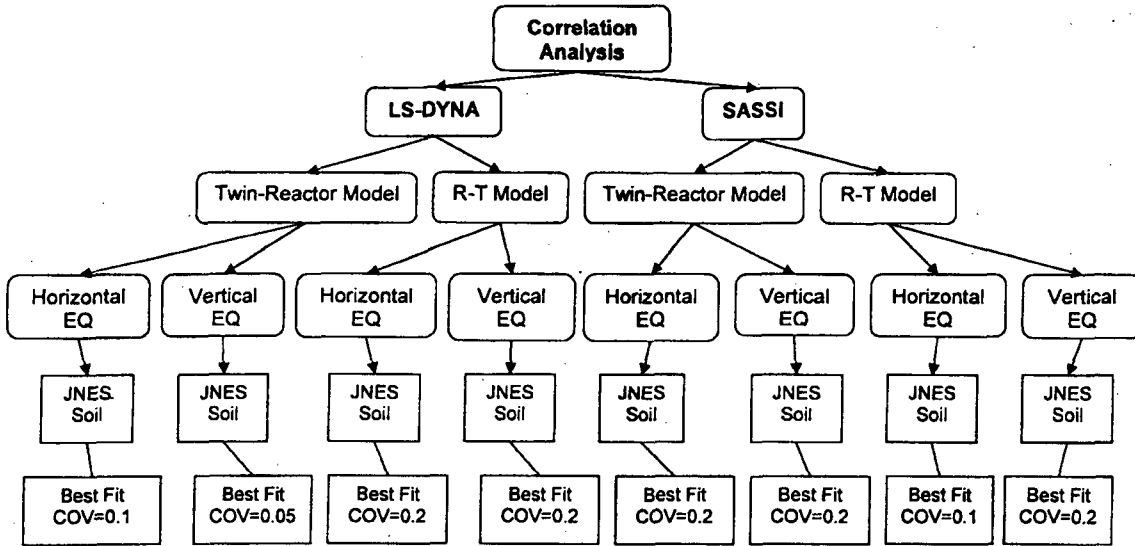 Correlation
Analysis
LS-DYNA
SASSI
Twin-Reactor Model
R-T Model
Twin-Reactor Model
R-T Model
Horizontal
EQ
Vertical
EQ
Horizontal
EQ
Vertical
EQ
Horizontal
EQ
Vertical
EQ
Horizontal
EQ
Vertical
EQ
JNES
Soil
JNES
Soil
JNES
Soil
JNES
Soil
JNES
Soil
JNES
Soil
JNES
Soil
JNES
Soil
Best Fit
COV=0.1
Best Fit
COV=0.05
Best Fit
COV=0.2
Best Fit
COV=0.2
Best Fit
COV=0.2
Best Fit
COV=0.2
Best Fit
COV=0.1
Best Fit
COV=0.2